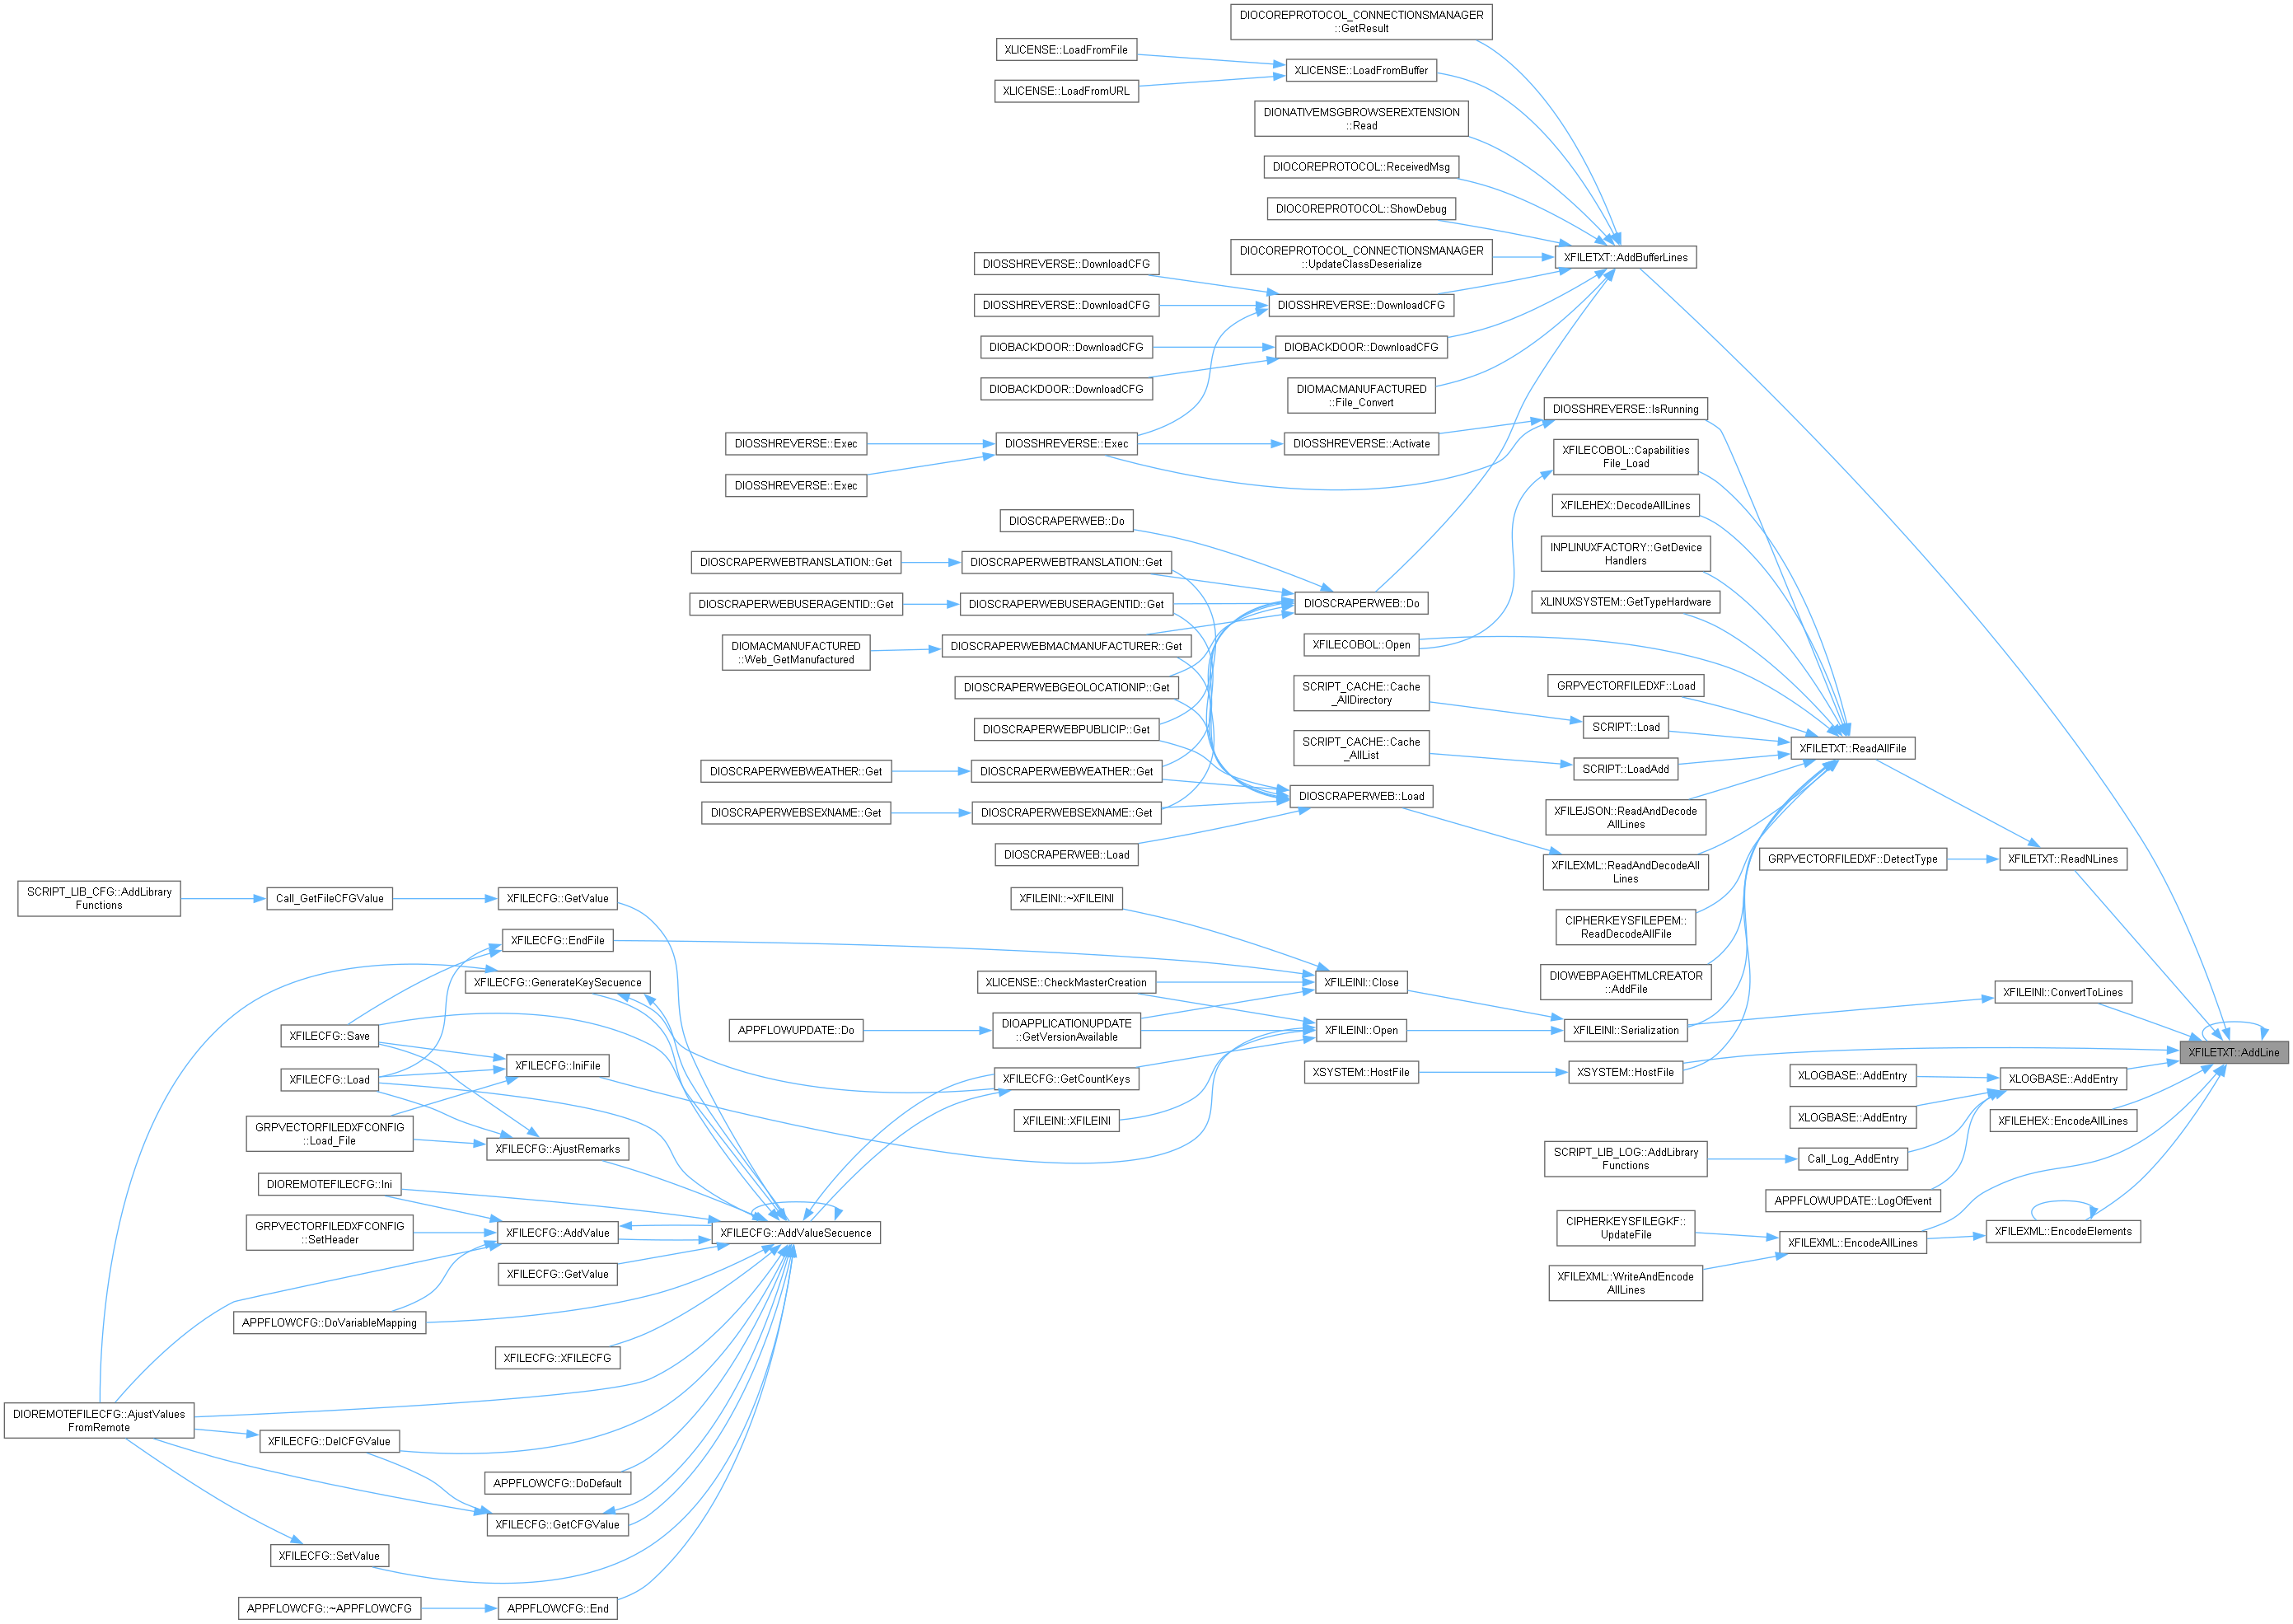 DIOCOREPROTOCOL_CONNECTIONSMANAGER
::GetResult
XLICENSE::LoadFromFile
XLICENSE::LoadFromBuffer
XLICENSE::LoadFromURL
DIONATIVEMSGBROWSEREXTENSION
::Read
DIOCOREPROTOCOL::ReceivedMsg
DIOCOREPROTOCOL::ShowDebug
DIOCOREPROTOCOL_CONNECTIONSMANAGER
::UpdateClassDeserialize
XFILETXT::AddBufferLines
DIOSSHREVERSE::DownloadCFG
DIOSSHREVERSE::DownloadCFG
DIOSSHREVERSE::DownloadCFG
DIOBACKDOOR::DownloadCFG
DIOBACKDOOR::DownloadCFG
DIOBACKDOOR::DownloadCFG
DIOMACMANUFACTURED
::File_Convert
DIOSSHREVERSE::IsRunning
DIOSSHREVERSE::Exec
DIOSSHREVERSE::Exec
DIOSSHREVERSE::Activate
XFILECOBOL::Capabilities
File_Load
DIOSSHREVERSE::Exec
XFILEHEX::DecodeAllLines
DIOSCRAPERWEB::Do
INPLINUXFACTORY::GetDevice
Handlers
DIOSCRAPERWEBTRANSLATION::Get
DIOSCRAPERWEBTRANSLATION::Get
DIOSCRAPERWEBUSERAGENTID::Get
DIOSCRAPERWEBUSERAGENTID::Get
DIOSCRAPERWEB::Do
XLINUXSYSTEM::GetTypeHardware
DIOMACMANUFACTURED
::Web_GetManufactured
DIOSCRAPERWEBMACMANUFACTURER::Get
XFILECOBOL::Open
DIOSCRAPERWEBGEOLOCATIONIP::Get
SCRIPT_CACHE::Cache
_AllDirectory
GRPVECTORFILEDXF::Load
DIOSCRAPERWEBPUBLICIP::Get
SCRIPT::Load
SCRIPT_CACHE::Cache
_AllList
XFILETXT::ReadAllFile
DIOSCRAPERWEBWEATHER::Get
DIOSCRAPERWEBWEATHER::Get
SCRIPT::LoadAdd
DIOSCRAPERWEB::Load
DIOSCRAPERWEBSEXNAME::Get
DIOSCRAPERWEBSEXNAME::Get
XFILEJSON::ReadAndDecode
AllLines
DIOSCRAPERWEB::Load
XFILEXML::ReadAndDecodeAll
Lines
GRPVECTORFILEDXF::DetectType
XFILETXT::ReadNLines
SCRIPT_LIB_CFG::AddLibrary
Functions
Call_GetFileCFGValue
XFILECFG::GetValue
XFILEINI::~XFILEINI
CIPHERKEYSFILEPEM::
ReadDecodeAllFile
XFILECFG::EndFile
XFILECFG::GenerateKeySecuence
XLICENSE::CheckMasterCreation
XFILEINI::Close
DIOWEBPAGEHTMLCREATOR
::AddFile
XFILEINI::ConvertToLines
XFILECFG::Save
APPFLOWUPDATE::Do
DIOAPPLICATIONUPDATE
::GetVersionAvailable
XFILEINI::Open
XFILEINI::Serialization
XFILETXT::AddLine
XFILECFG::Load
XFILECFG::IniFile
XFILECFG::GetCountKeys
XSYSTEM::HostFile
XSYSTEM::HostFile
XLOGBASE::AddEntry
XLOGBASE::AddEntry
XFILEINI::XFILEINI
XLOGBASE::AddEntry
XFILEHEX::EncodeAllLines
GRPVECTORFILEDXFCONFIG
::Load_File
XFILECFG::AjustRemarks
SCRIPT_LIB_LOG::AddLibrary
Functions
Call_Log_AddEntry
DIOREMOTEFILECFG::Ini
APPFLOWUPDATE::LogOfEvent
GRPVECTORFILEDXFCONFIG
::SetHeader
XFILECFG::AddValue
XFILECFG::AddValueSecuence
CIPHERKEYSFILEGKF::
UpdateFile
XFILEXML::EncodeAllLines
XFILEXML::EncodeElements
XFILECFG::GetValue
XFILEXML::WriteAndEncode
AllLines
APPFLOWCFG::DoVariableMapping
XFILECFG::XFILECFG
DIOREMOTEFILECFG::AjustValues
FromRemote
XFILECFG::DelCFGValue
APPFLOWCFG::DoDefault
XFILECFG::GetCFGValue
XFILECFG::SetValue
APPFLOWCFG::~APPFLOWCFG
APPFLOWCFG::End